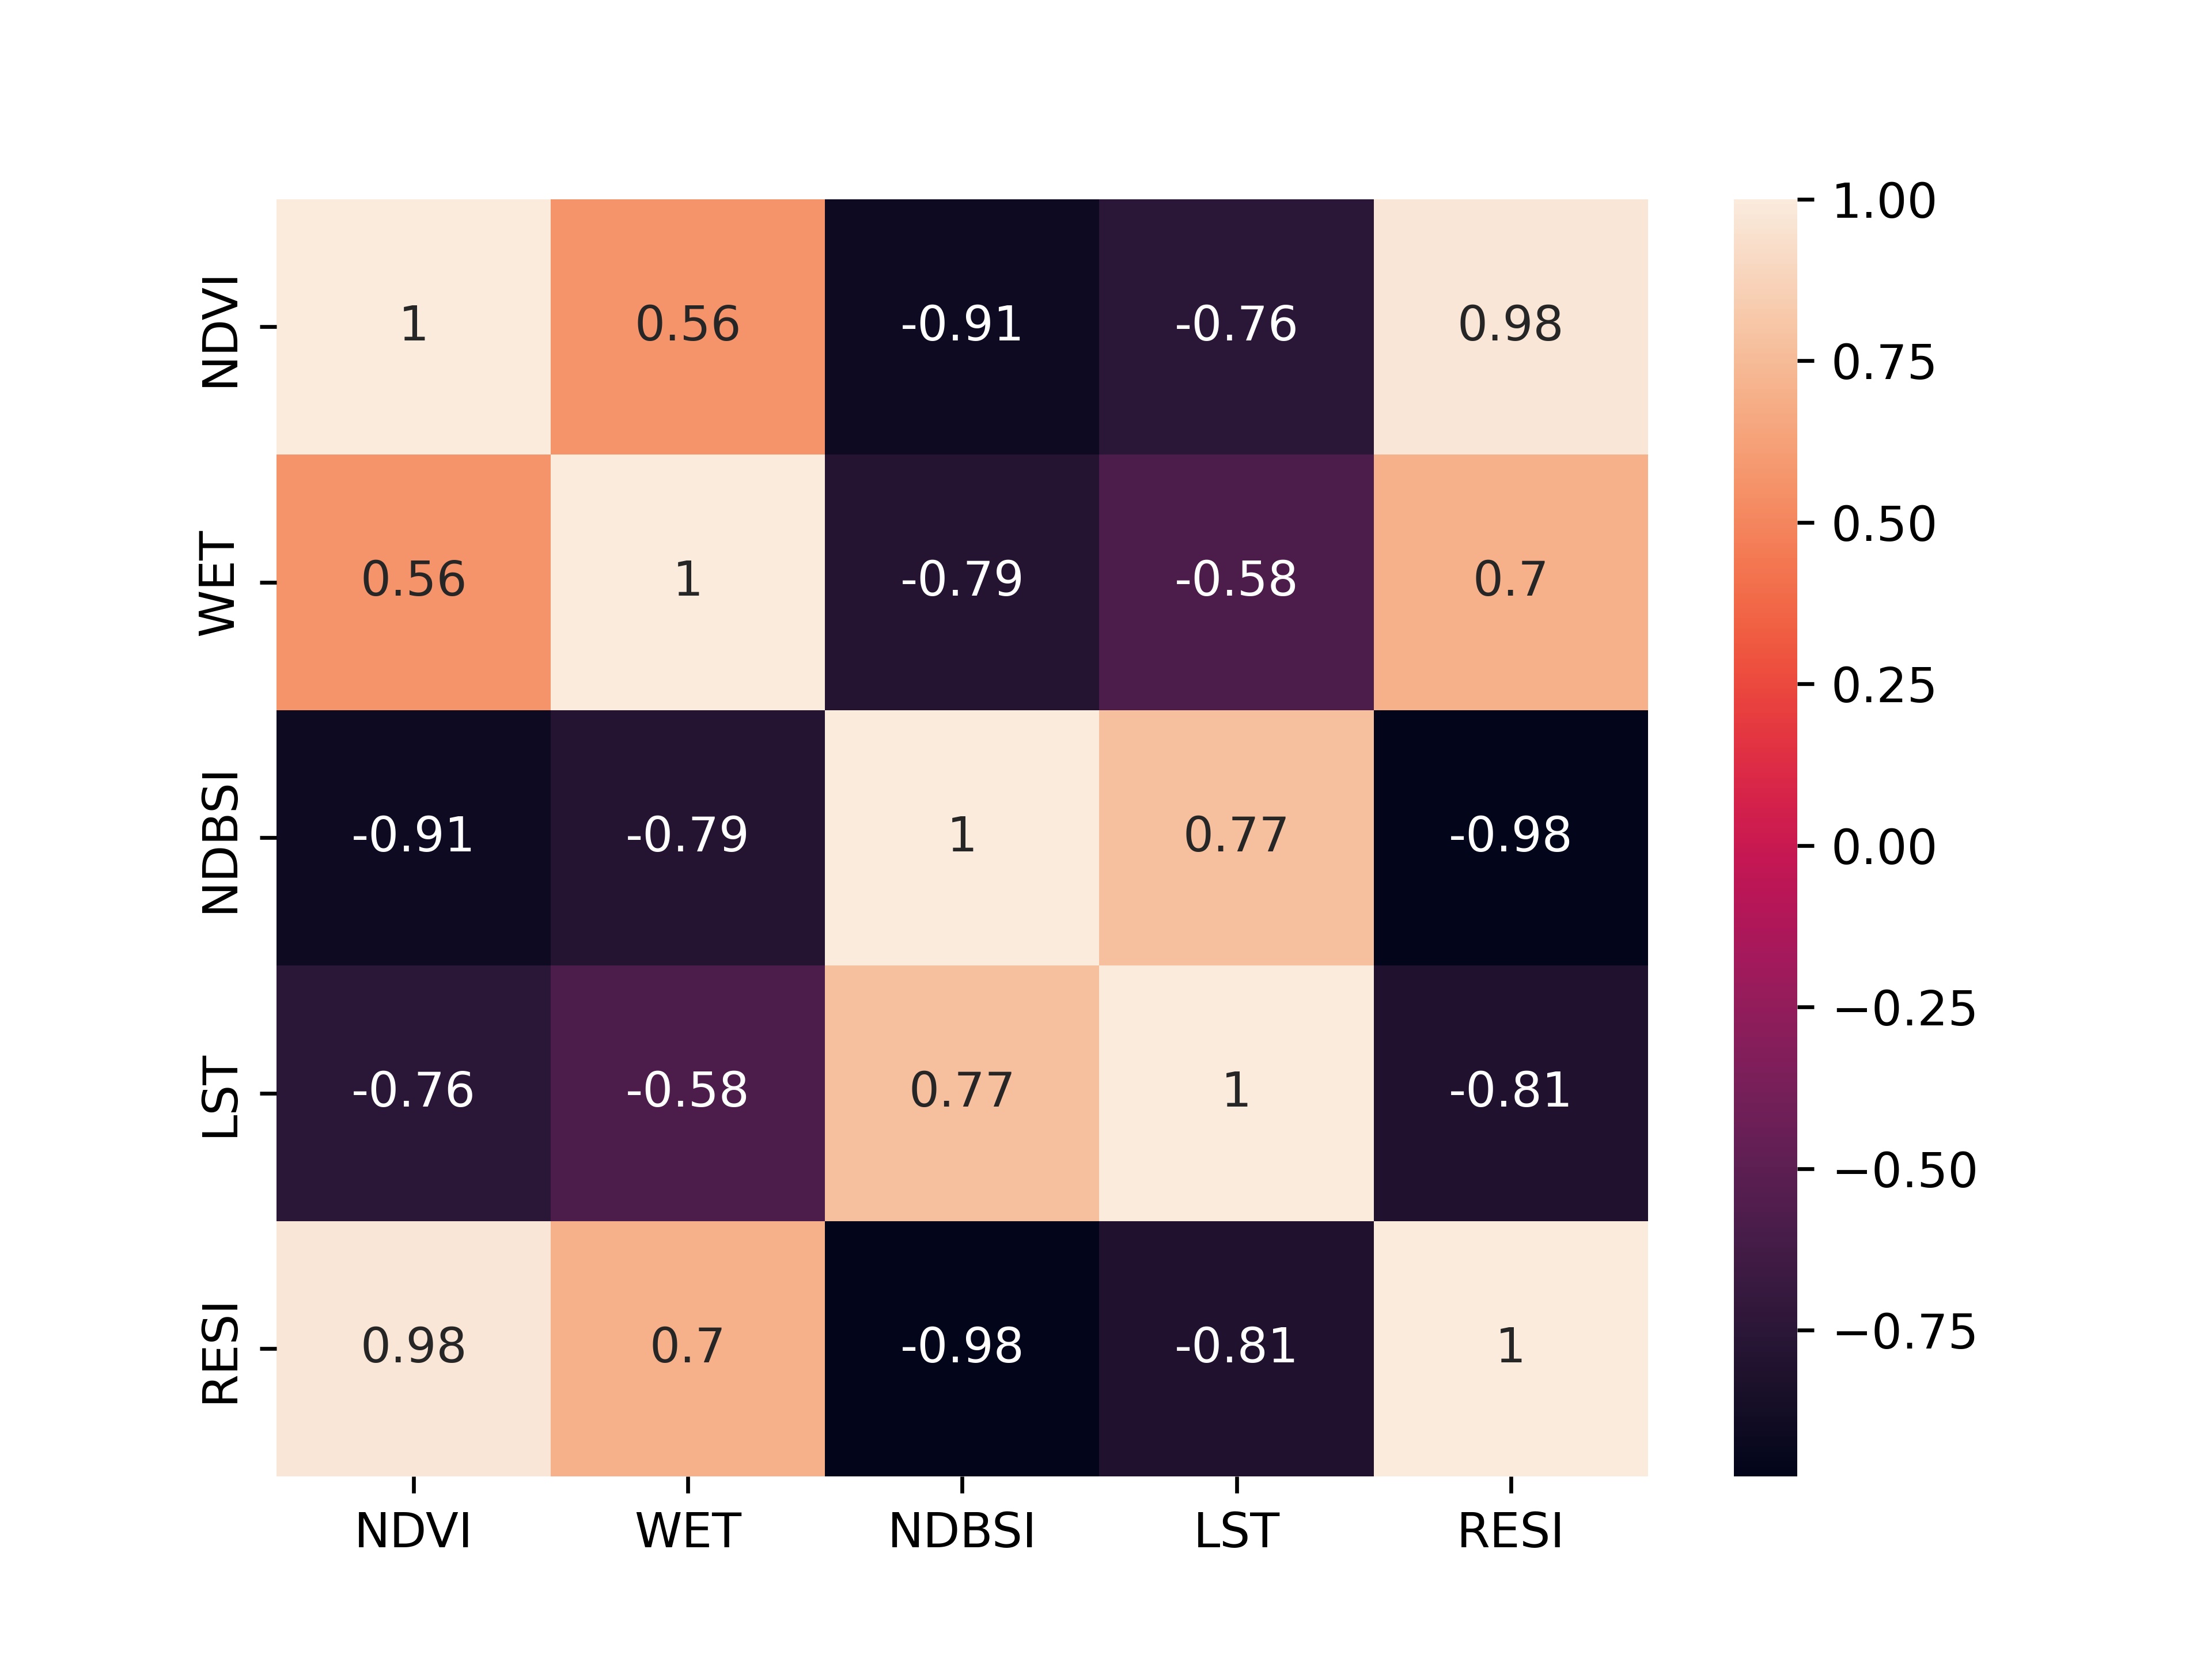 NDVI 1 0.56 -0.91 -0.76 0.98
WET 0.56 1 -0.79 -0.58 0.7
NDBSI -0.91 -0.79 1 0.77 -0.98
LST -0.76 -0.58 0.77 1 -0.81
RESI 0.98 0.7 -0.98 -0.81 1
NDVI WET NDBSI LST RESI
1.00
0.75
0.50
0.25
0.00
−0.25
−0.50
−0.75